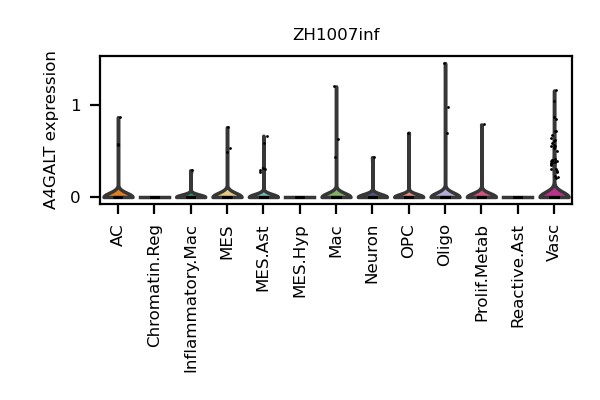 ZH1007inf
A4GALT expression
1
0
AC
Chromatin.Reg
Inflammatory.Mac
MES
MES.Ast
MES.Hyp
Mac
Neuron
OPC
Oligo
Prolif.Metab
Reactive.Ast
Vasc